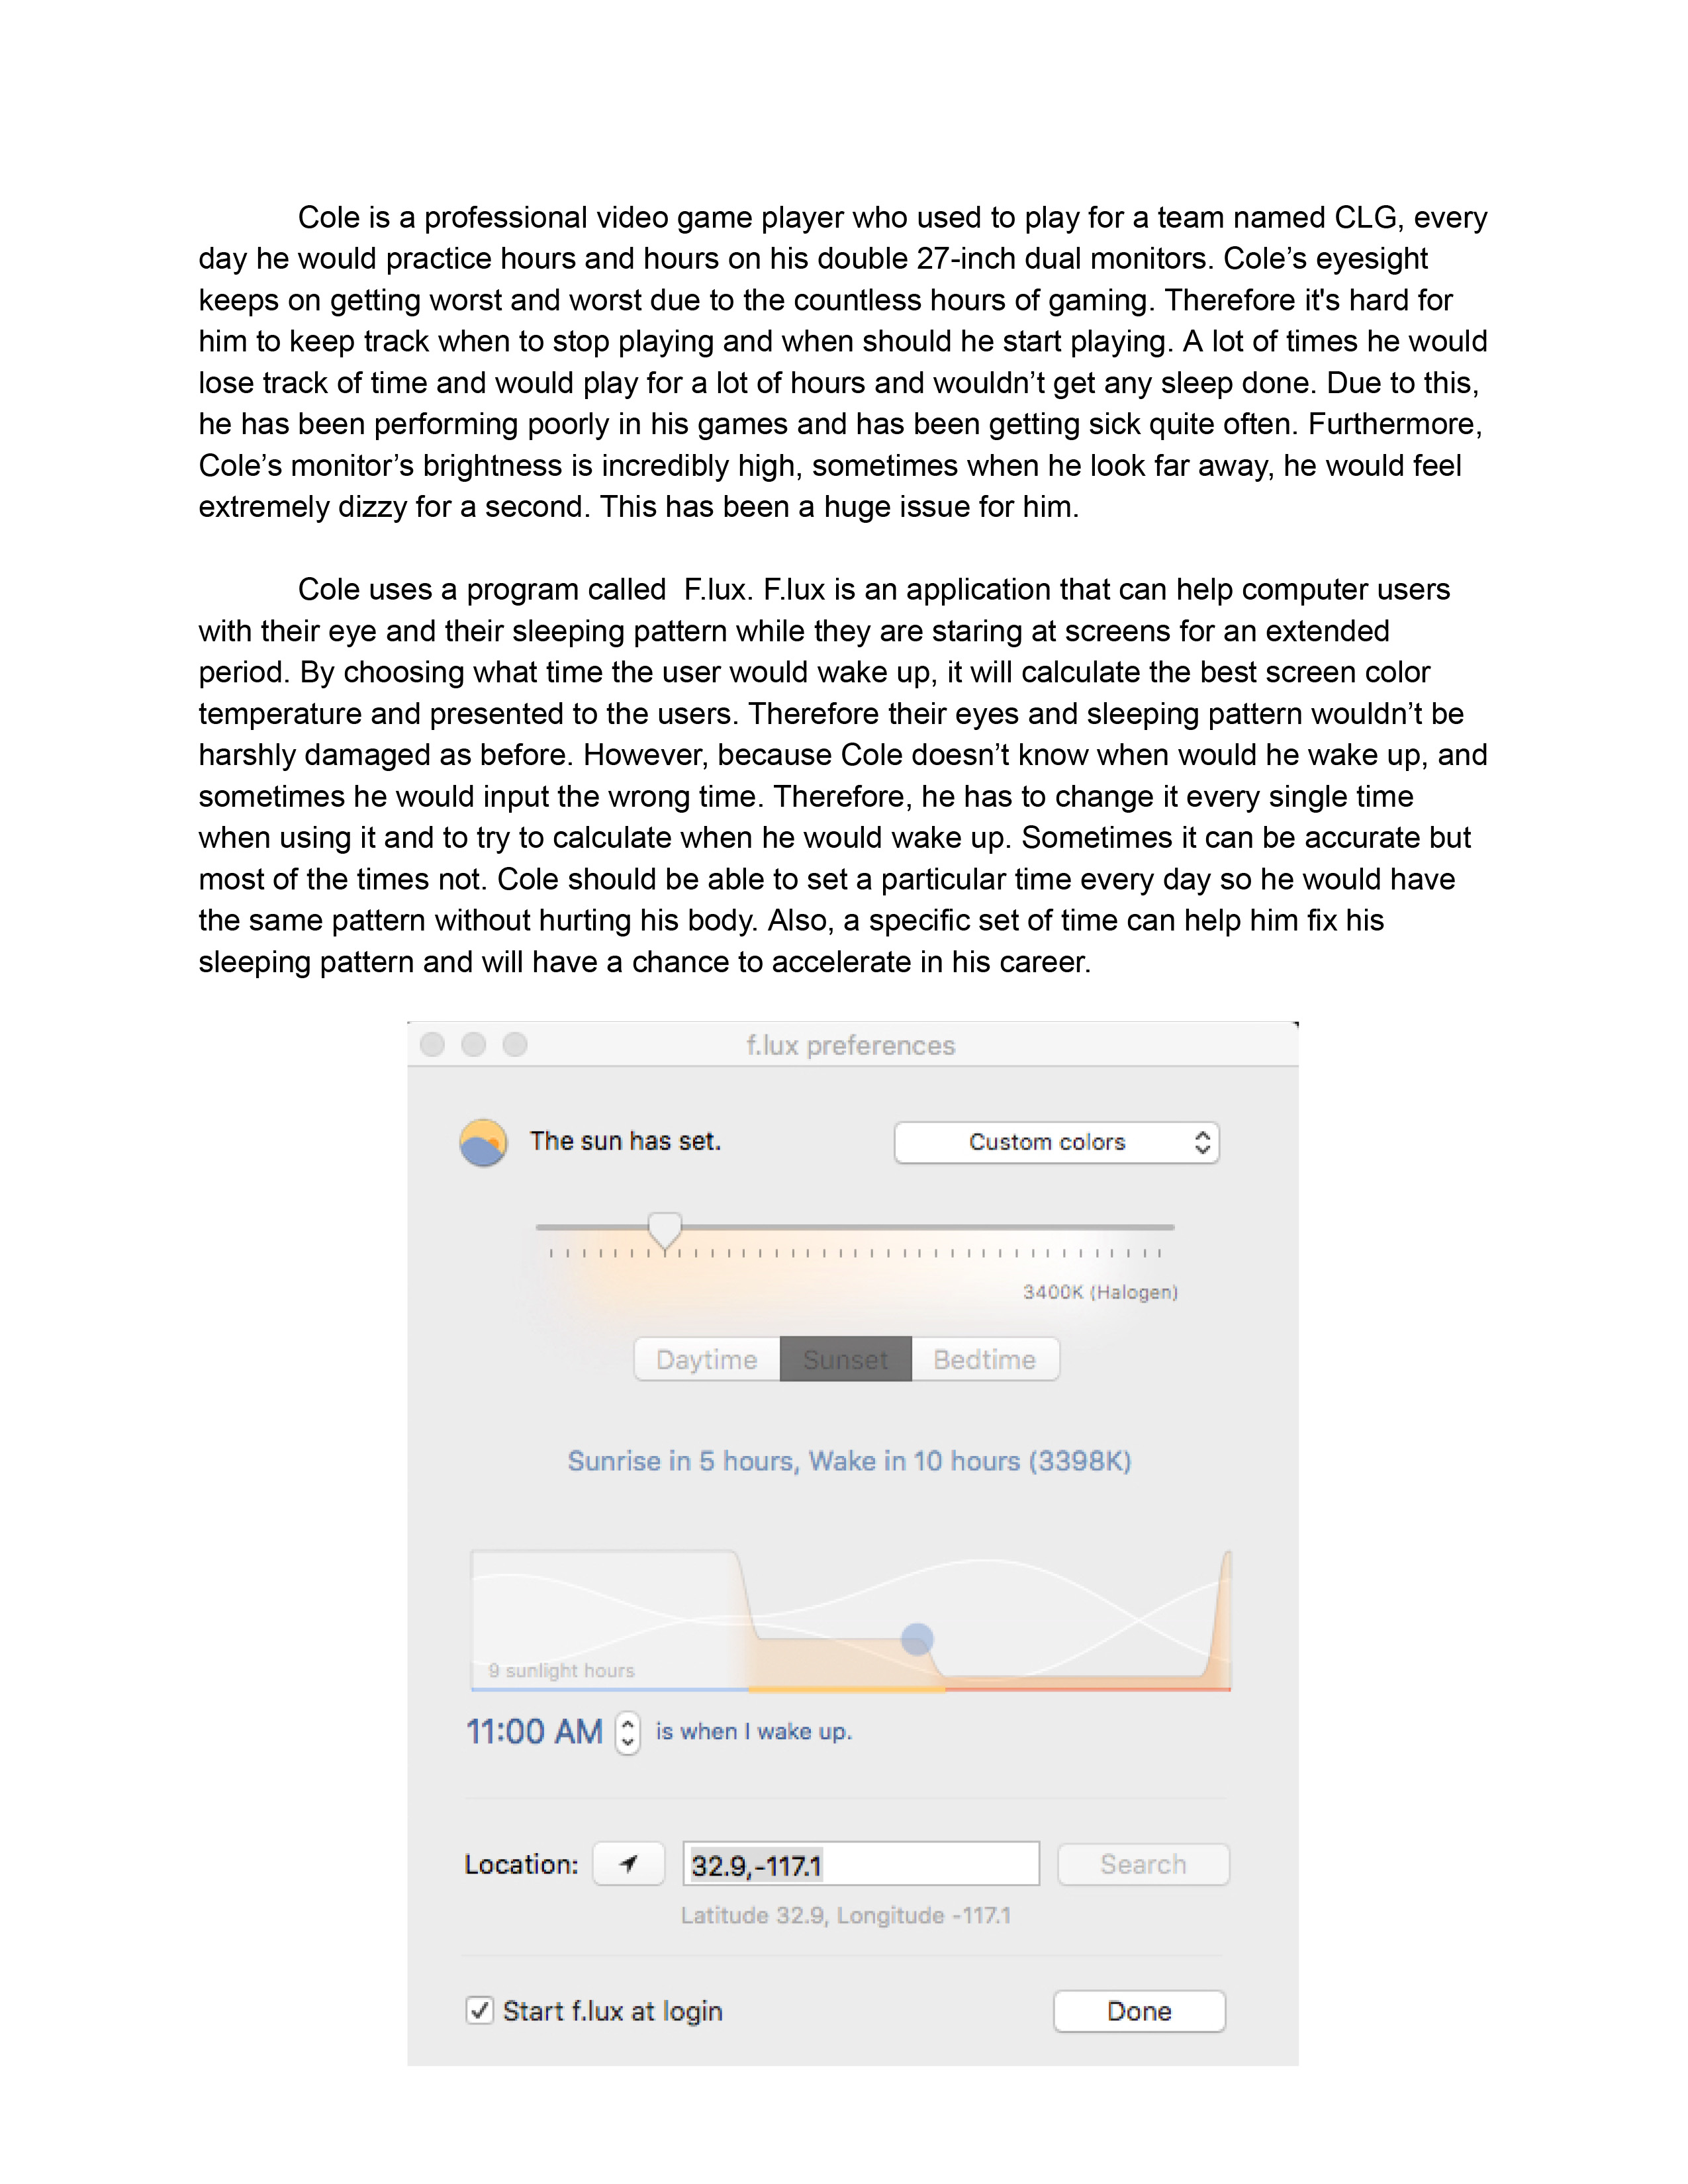 Cole is a professional video game player who used to play for a team named CLG, every
day he would practice hours and hours on his double 27-inch dual monitors. Cole’s eyesight
keeps on getting worst and worst due to the countless hours of gaming. Therefore it's hard for
him to keep track when to stop playing and when should he start playing. A lot of times he would
lose track of time and would play for a lot of hours and wouldn’t get any sleep done. Due to this,
he has been performing poorly in his games and has been getting sick quite often. Furthermore,
Cole’s monitor’s brightness is incredibly high, sometimes when he look far away, he would feel
extremely dizzy for a second. This has been a huge issue for him.
Cole uses a program called  F.lux. F.lux is an application that can help computer users
with their eye and their sleeping pattern while they are staring at screens for an extended
period. By choosing what time the user would wake up, it will calculate the best screen color
temperature and presented to the users. Therefore their eyes and sleeping pattern wouldn’t be
harshly damaged as before. However, because Cole doesn’t know when would he wake up, and
sometimes he would input the wrong time. Therefore, he has to change it every single time
when using it and to try to calculate when he would wake up. Sometimes it can be accurate but
most of the times not. Cole should be able to set a particular time every day so he would have
the same pattern without hurting his body. Also, a specific set of time can help him fix his
sleeping pattern and will have a chance to accelerate in his career.
f.lux preferences
The sun has set. Custom colors
3400K (Halogen)
Daytime Sunset Bedtime
Sunrise in 5 hours, Wake in 10 hours (3398K)
9 sunlight hours
11:00 AM is when I wake up.
Location: 32.9,-117.1 Search
Latitude 32.9, Longitude -117.1
Start f.lux at login Done